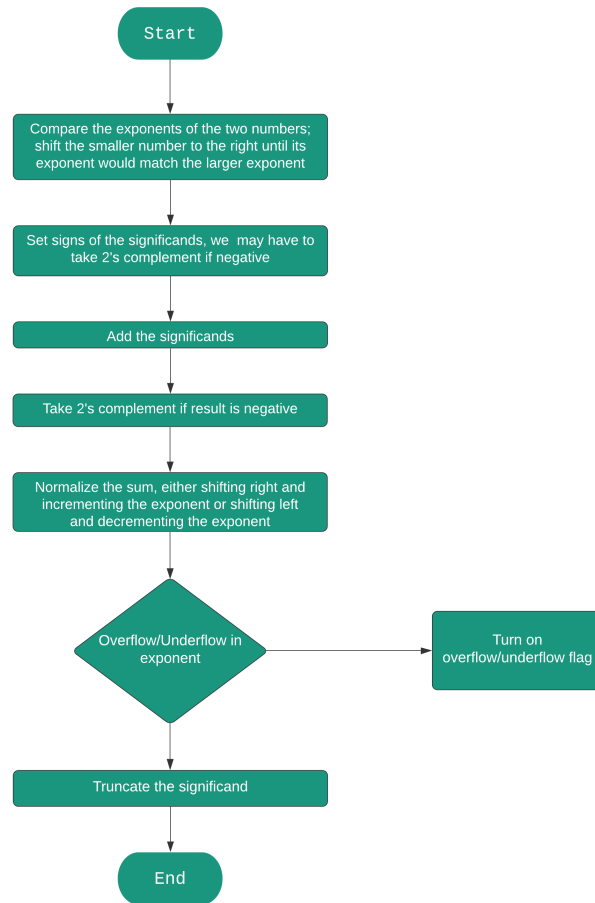 Start
Compare the exponents of the two numbers;
shift the smaller number to the right until its
exponent would match the larger exponent
Set signs of the significands, we may have to
take 2's complement if negative
Add the significands
Take 2's complement if result is negative
Normalize the sum, either shifting right and
incrementing the exponent or shifting left
and decrementing the exponent
Overflow/Underflow in
exponent
Turn on
overflow/underflow flag
Truncate the significand
End